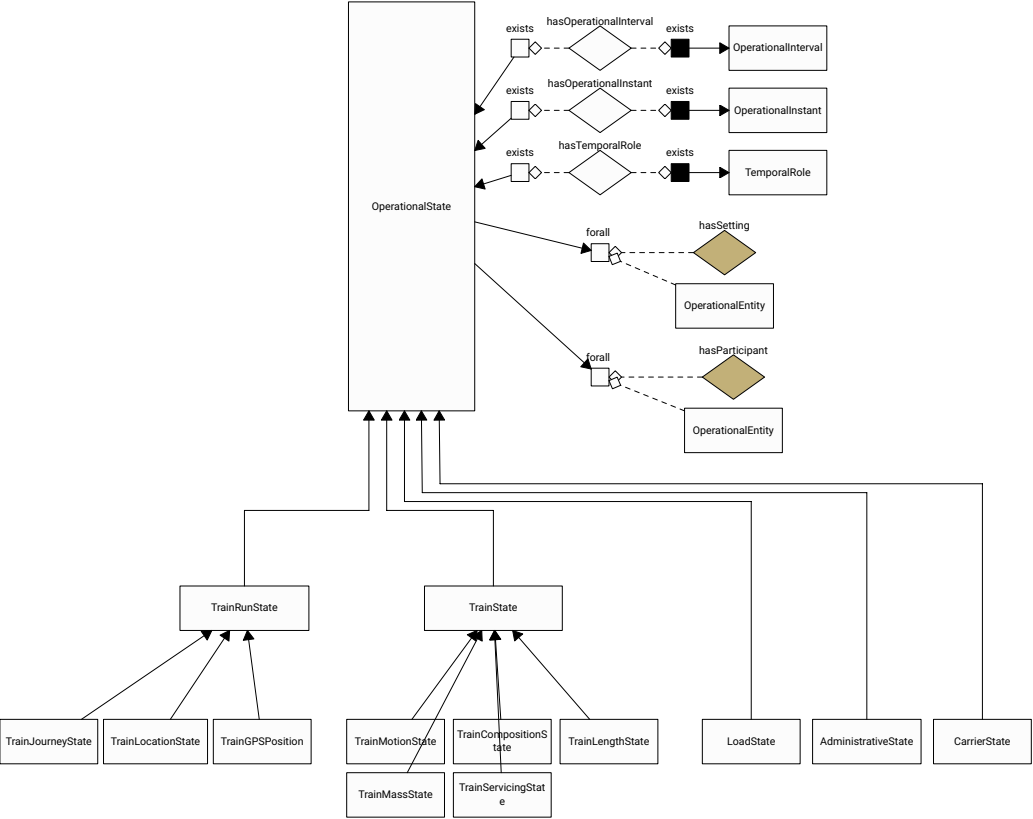 hasOperationalInterval
exists
exists
OperationalInterval
hasOperationalInstant
exists
exists
OperationalInstant
hasTemporalRole
exists
exists
TemporalRole
OperationalState
hasSetting
forall
OperationalEntity
hasParticipant
forall
OperationalEntity
TrainRunState
TrainState
TrainJourneyState
TrainLocationState
TrainGPSPosition
TrainMotionState
TrainCompositionS
tate
TrainLengthState
LoadState
AdministrativeState
CarrierState
TrainMassState
TrainServicingStat
e